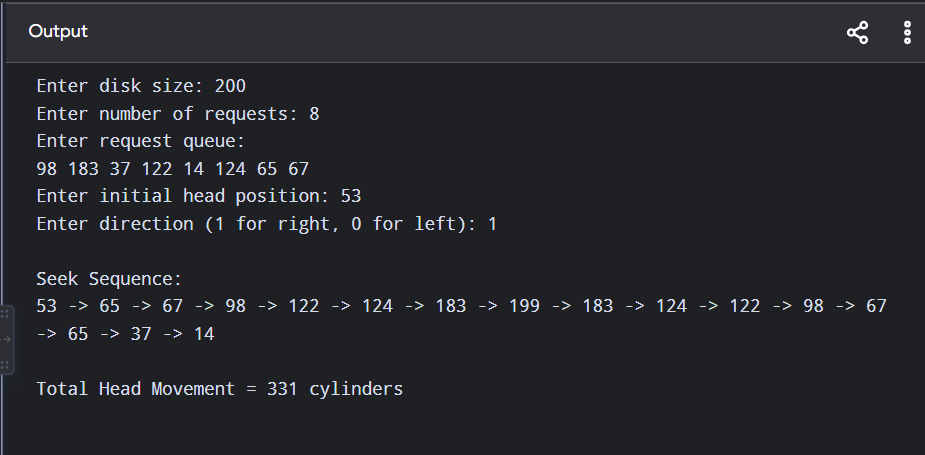 Output
Enter disk size: 200
Enter number of requests: 8
Enter request queue:
98 183 37 122 14 124 65 67
Enter initial head position: 53
Enter direction (1 for right, 0 for left): 1
Seek Sequence:
53 -> 65 -> 67 -> 98 -> 122 -> 124 -> 183 -> 199 -> 183 -> 124 -> 122 -> 98 -> 67
-> 65 -> 37 -> 14
Total Head Movement = 331 cylinders